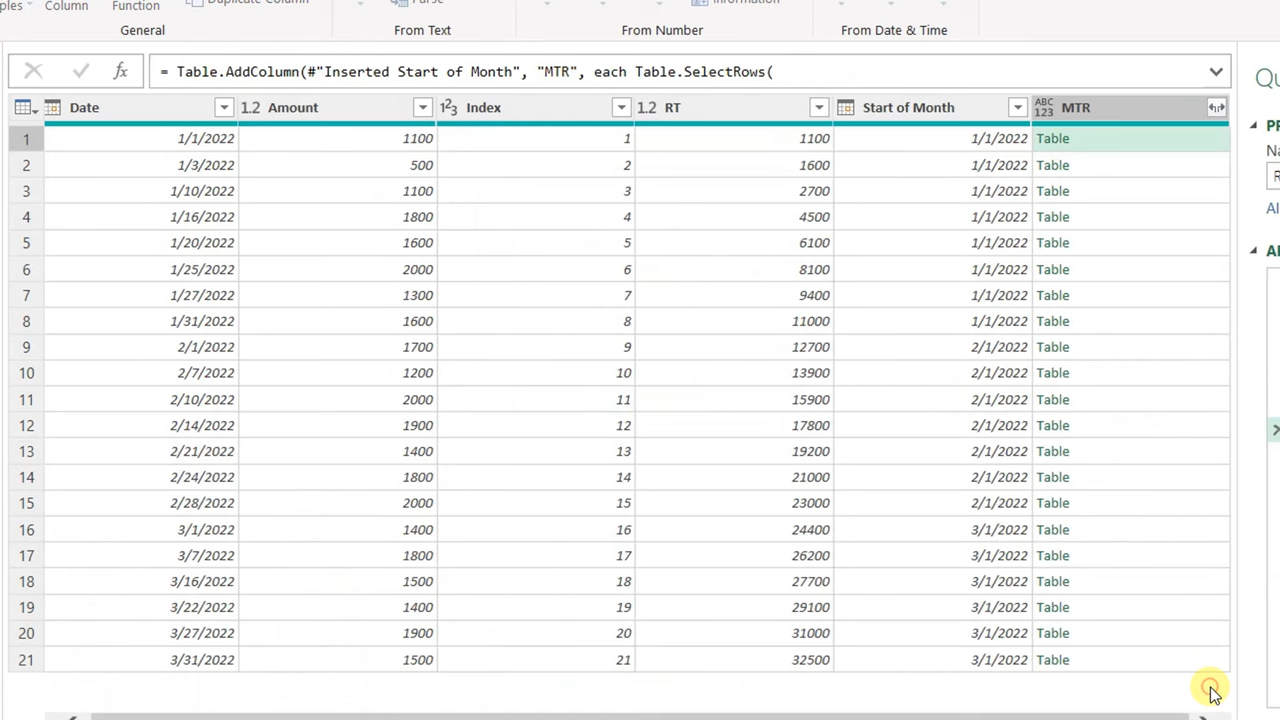 ples Column Function Duplicate Column Parse Information
General From Text From Number From Date & Time
fx = Table.AddColumn(#"Inserted Start of Month", "MTR", each Table.SelectRows( Qu
Date 1.2 Amount 123 Index 1.2 RT Start of Month ABC 123 MTR
1 1/1/2022 1100 1 1100 1/1/2022 Table
2 1/3/2022 500 2 1600 1/1/2022 Table
3 1/10/2022 1100 3 2700 1/1/2022 Table
4 1/16/2022 1800 4 4500 1/1/2022 Table
5 1/20/2022 1600 5 6100 1/1/2022 Table
6 1/25/2022 2000 6 8100 1/1/2022 Table
7 1/27/2022 1300 7 9400 1/1/2022 Table
8 1/31/2022 1600 8 11000 1/1/2022 Table
9 2/1/2022 1700 9 12700 2/1/2022 Table
10 2/7/2022 1200 10 13900 2/1/2022 Table
11 2/10/2022 2000 11 15900 2/1/2022 Table
12 2/14/2022 1900 12 17800 2/1/2022 Table
13 2/21/2022 1400 13 19200 2/1/2022 Table
14 2/24/2022 1800 14 21000 2/1/2022 Table
15 2/28/2022 2000 15 23000 2/1/2022 Table
16 3/1/2022 1400 16 24400 3/1/2022 Table
17 3/7/2022 1800 17 26200 3/1/2022 Table
18 3/16/2022 1500 18 27700 3/1/2022 Table
19 3/22/2022 1400 19 29100 3/1/2022 Table
20 3/27/2022 1900 20 31000 3/1/2022 Table
21 3/31/2022 1500 21 32500 3/1/2022 Table
PR
Na
R
Al
AP